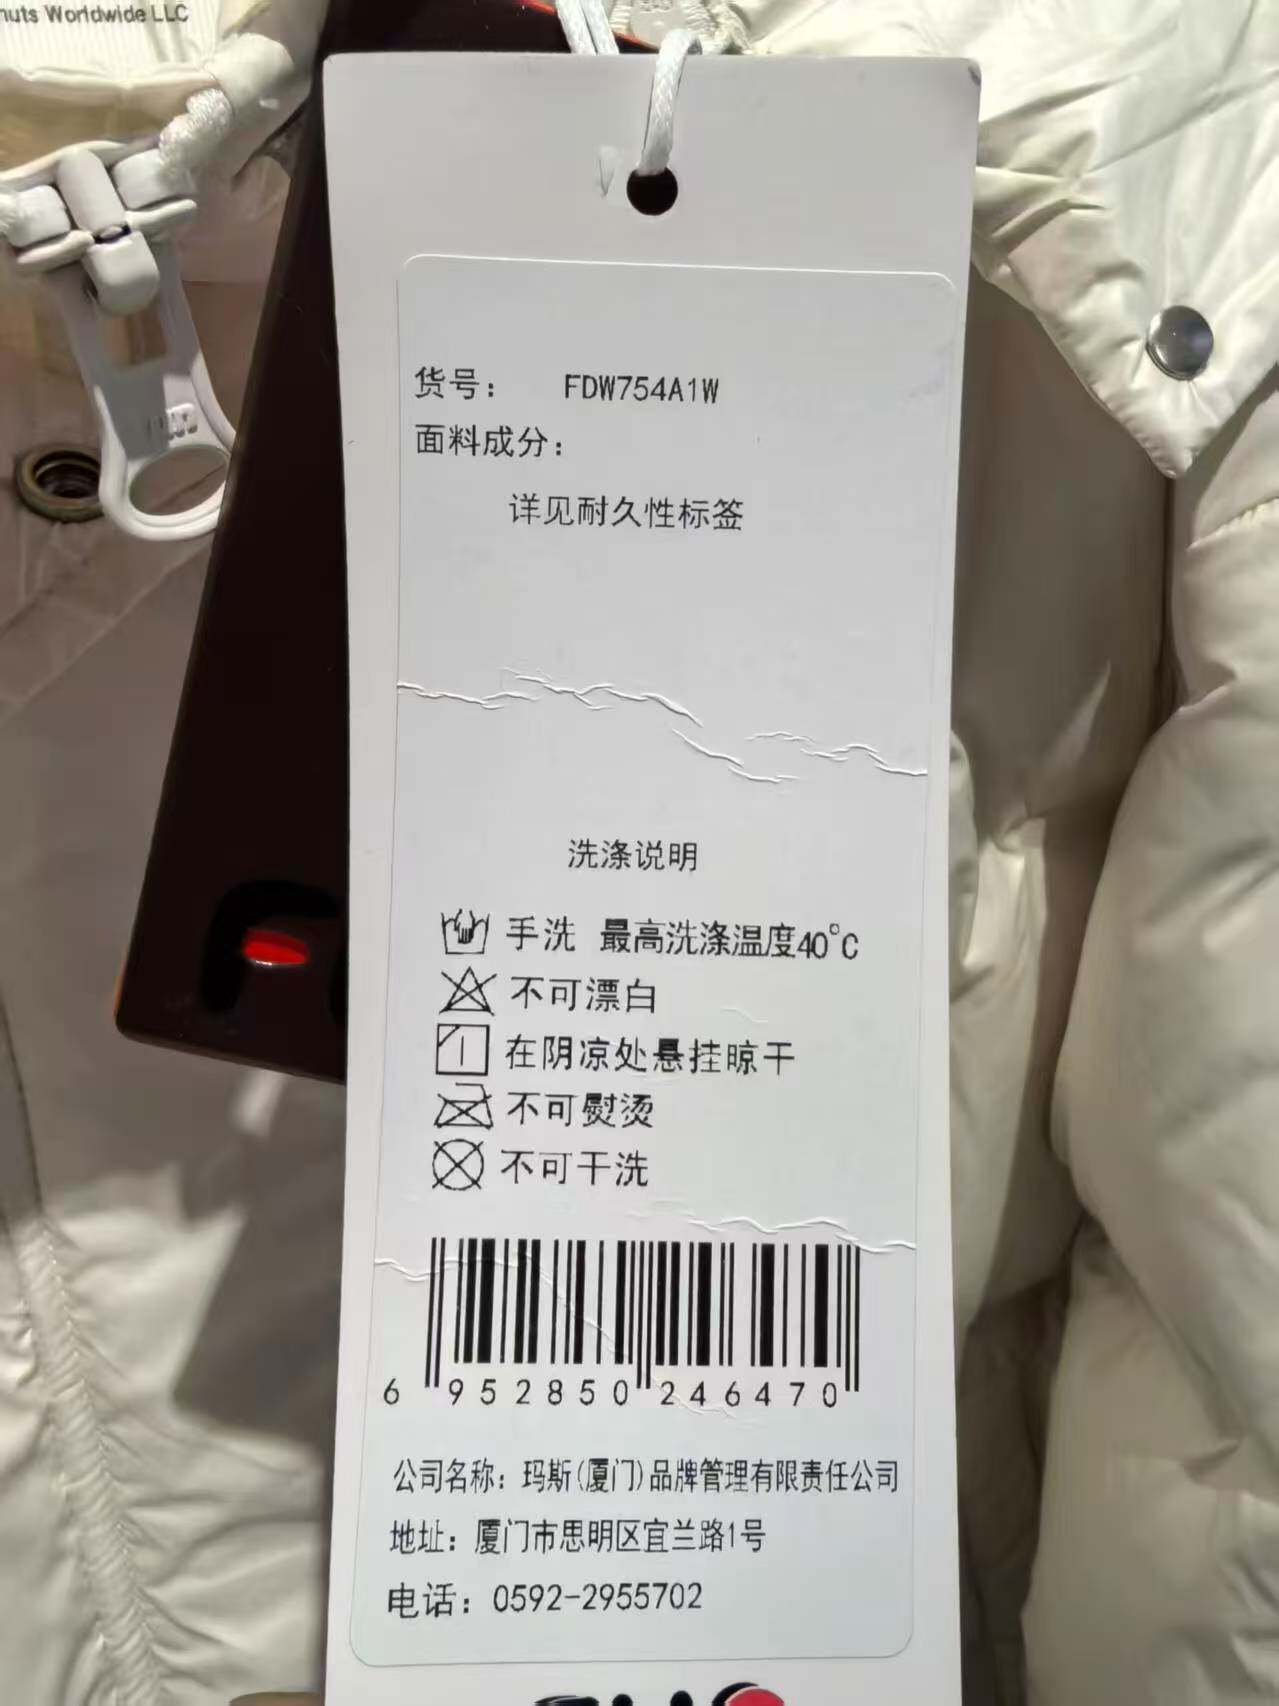 nuts Worldwide LLC
货号： FDW754A1W
面料成分：
详见耐久性标签
洗涤说明
手洗 最高洗涤温度40°C
不可漂白
在阴凉处悬挂晾干
不可熨烫
不可干洗
6 952850 246470
公司名称：玛斯(厦门)品牌管理有限责任公司
地址：厦门市思明区宜兰路1号
电话：0592-2955702